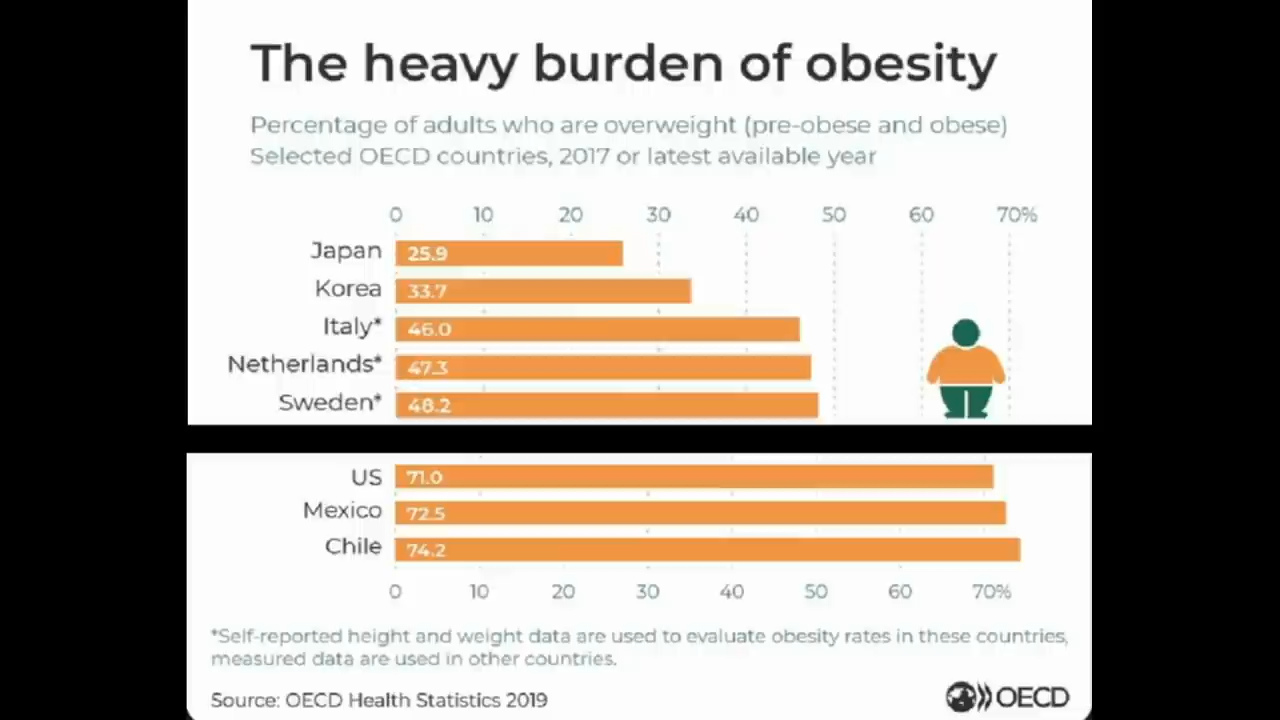 The heavy burden of obesity
Percentage of adults who are overweight (pre-obese and obese)
Selected OECD countries, 2017 or latest available year
0 10 20 30 40 50 60 70%
Japan 25.9
Korea 33.7
Italy* 46.0
Netherlands* 47.3
Sweden* 48.2
US 71.0
Mexico 72.5
Chile 74.2
0 10 20 30 40 50 60 70%
*Self-reported height and weight data are used to evaluate obesity rates in these countries,
measured data are used in other countries.
Source: OECD Health Statistics 2019
OECD